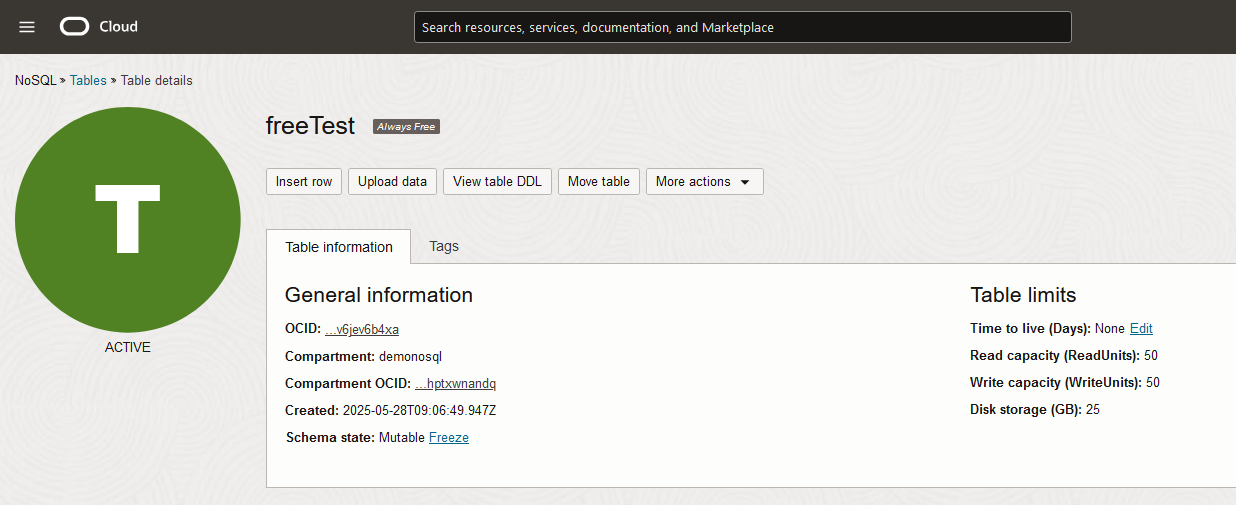 Cloud
Search resources, services, documentation, and Marketplace
NoSQL » Tables » Table details
T
ACTIVE
freeTest Always Free
Insert row Upload data View table DDL Move table More actions
Table information Tags
General information
OCID: ...v6jev6b4xa
Compartment: demonosql
Compartment OCID: ...hptxwnandq
Created: 2025-05-28T09:06:49.947Z
Schema state: Mutable Freeze
Table limits
Time to live (Days): None Edit
Read capacity (ReadUnits): 50
Write capacity (WriteUnits): 50
Disk storage (GB): 25